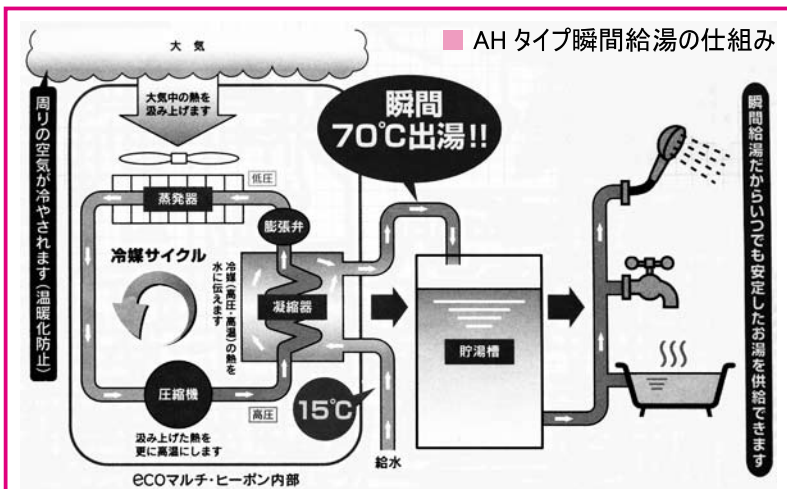 ■ AH タイプ瞬間給湯の仕組み
大気
大気中の熱を
汲み上げます
周りの空気が冷やされます(温暖化防止)
蒸発器
低圧
膨張弁
冷媒サイクル
冷媒(高圧・高温)の熱を
水に伝えます
凝縮器
圧縮機
高圧
汲み上げた熱を
更に高温にします
ecoマルチ・ヒーポン内部
瞬間
70℃出湯!!
15℃
給水
貯湯槽
瞬間給湯だからいつでも安定したお湯を供給できます